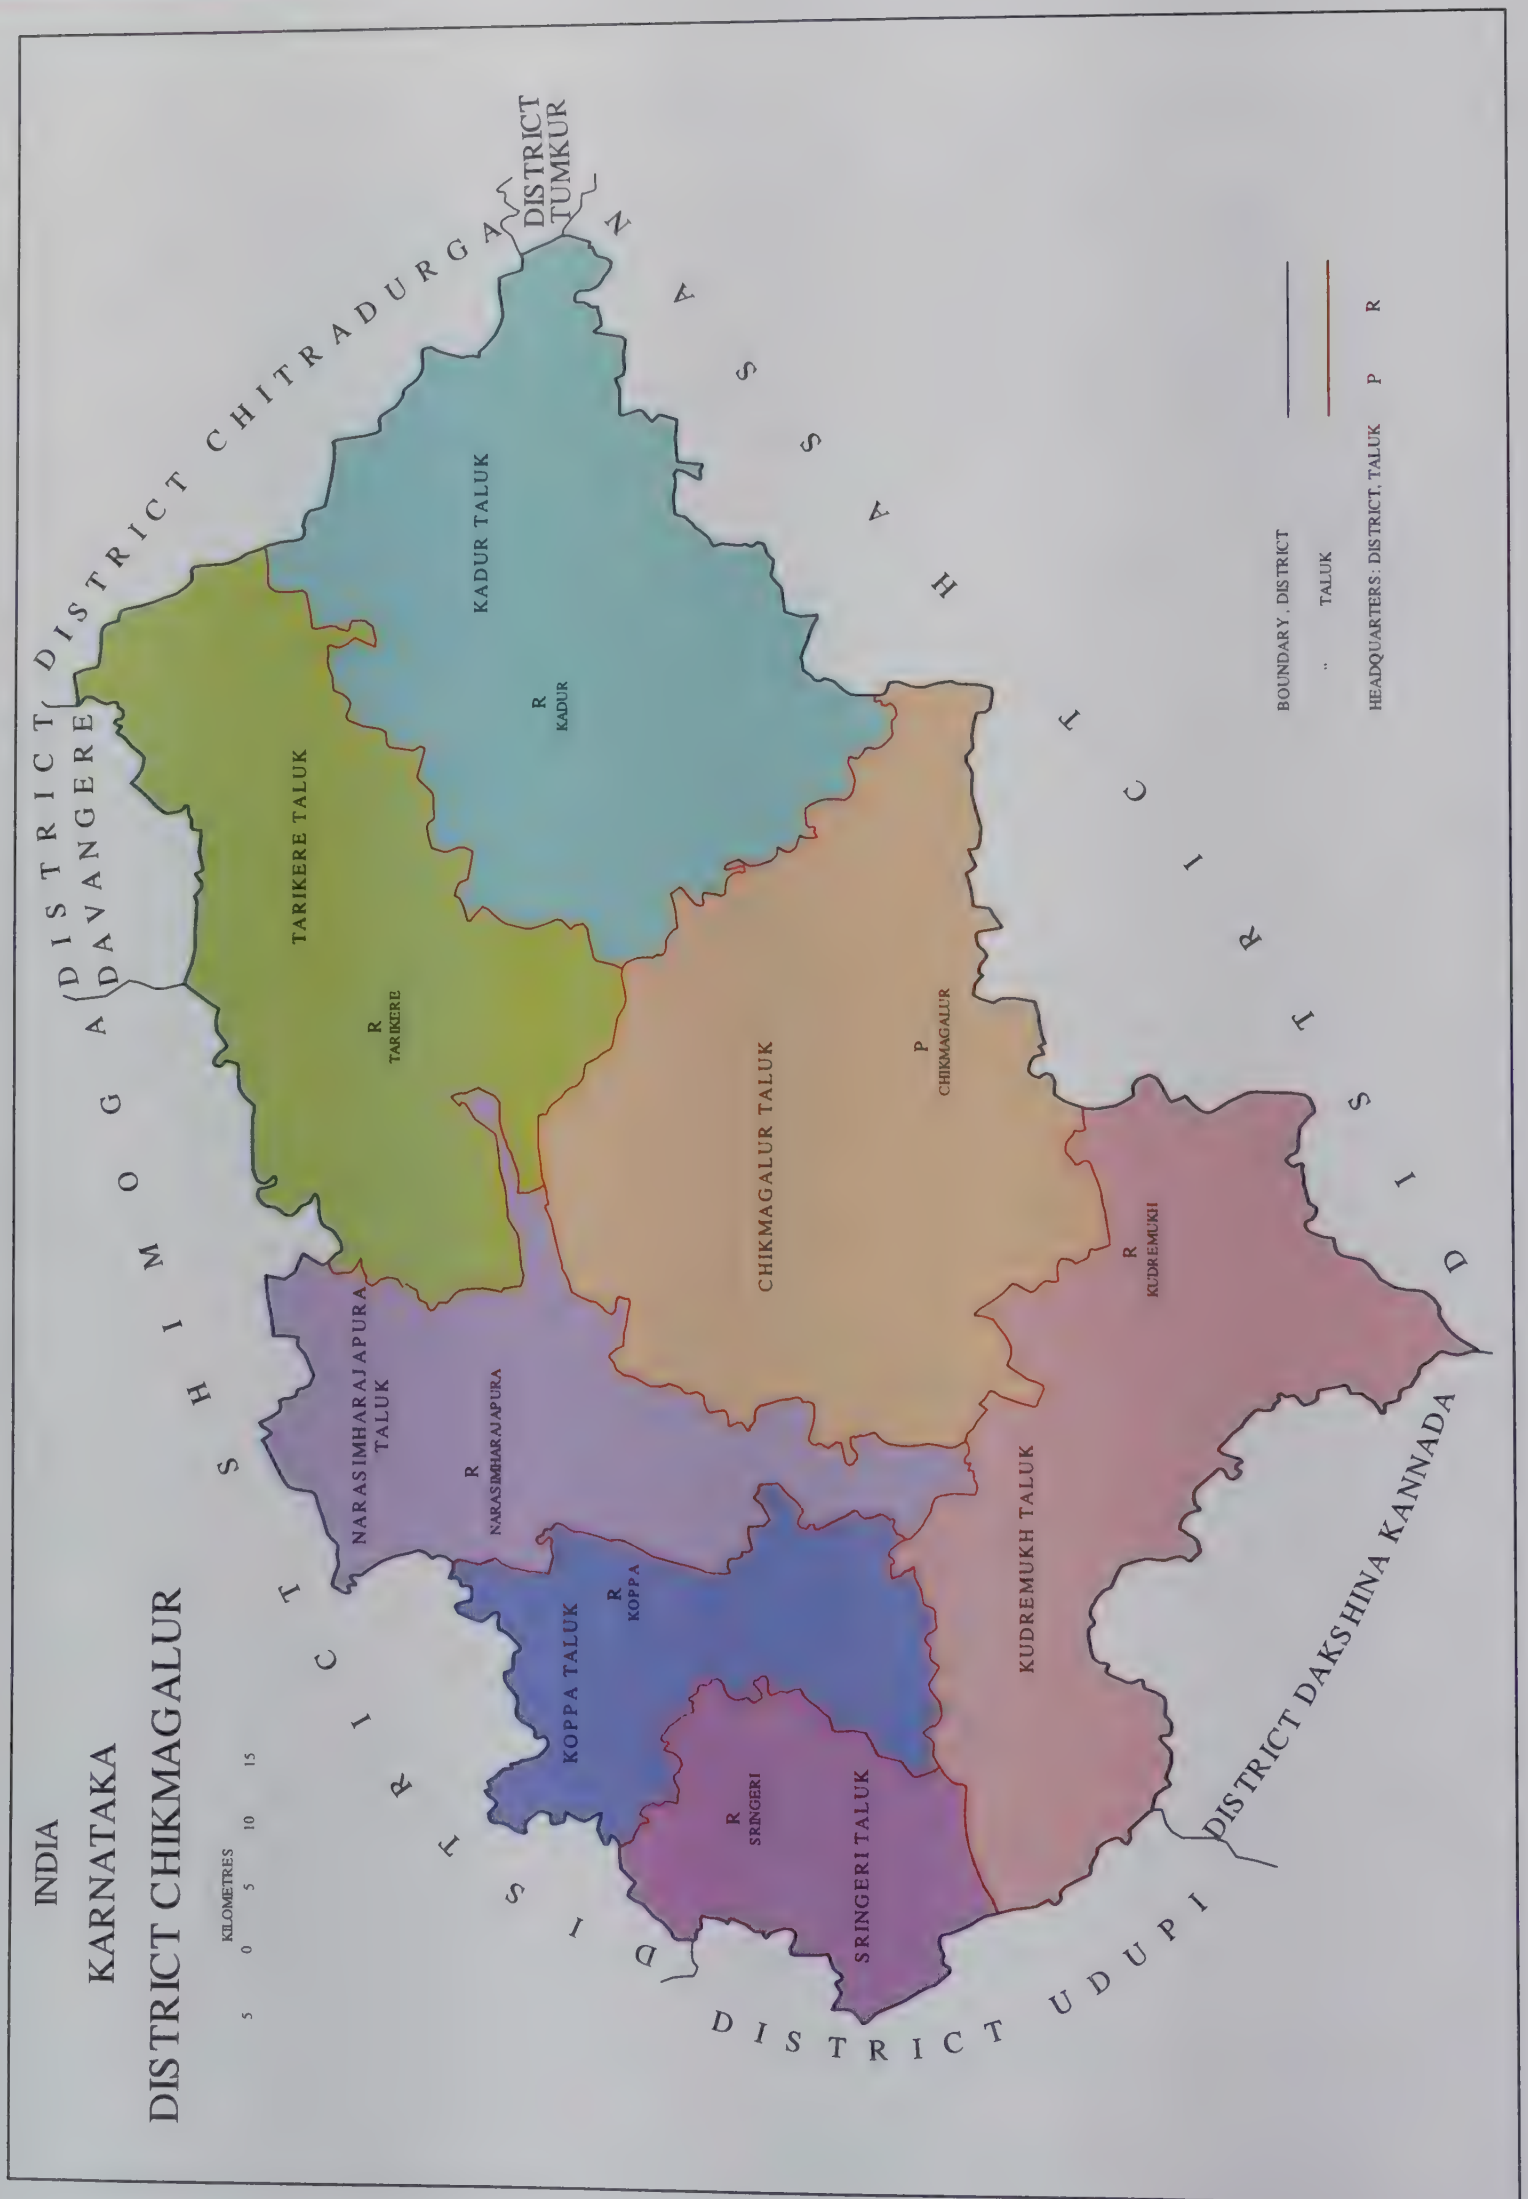 INDIA
KARNATAKA
DISTRICT CHIKMAGALUR
KILOMETRES
5 0 5 10 15
DISTRICT SHIMOGA
DISTRICT
DAVANGERE
DISTRICT CHITRADURGA
DISTRICT
TUMKUR
DISTRICT HASSAN
DISTRICT DAKSHINA KANNADA
DISTRICT UDUPI
NARASIMHARAJAPURA
TALUK
R
NARASIMHARAJAPURA
TARIKERE TALUK
R
TARIKERE
KADUR TALUK
R
KADUR
KOPPA TALUK
R
KOPPA
SRINGERI TALUK
R
SRINGERI
CHIKMAGALUR TALUK
P
CHIKMAGALUR
KUDREMUKH TALUK
R
KUDREMUKH
BOUNDARY, DISTRICT
" TALUK
HEADQUARTERS: DISTRICT, TALUK P R